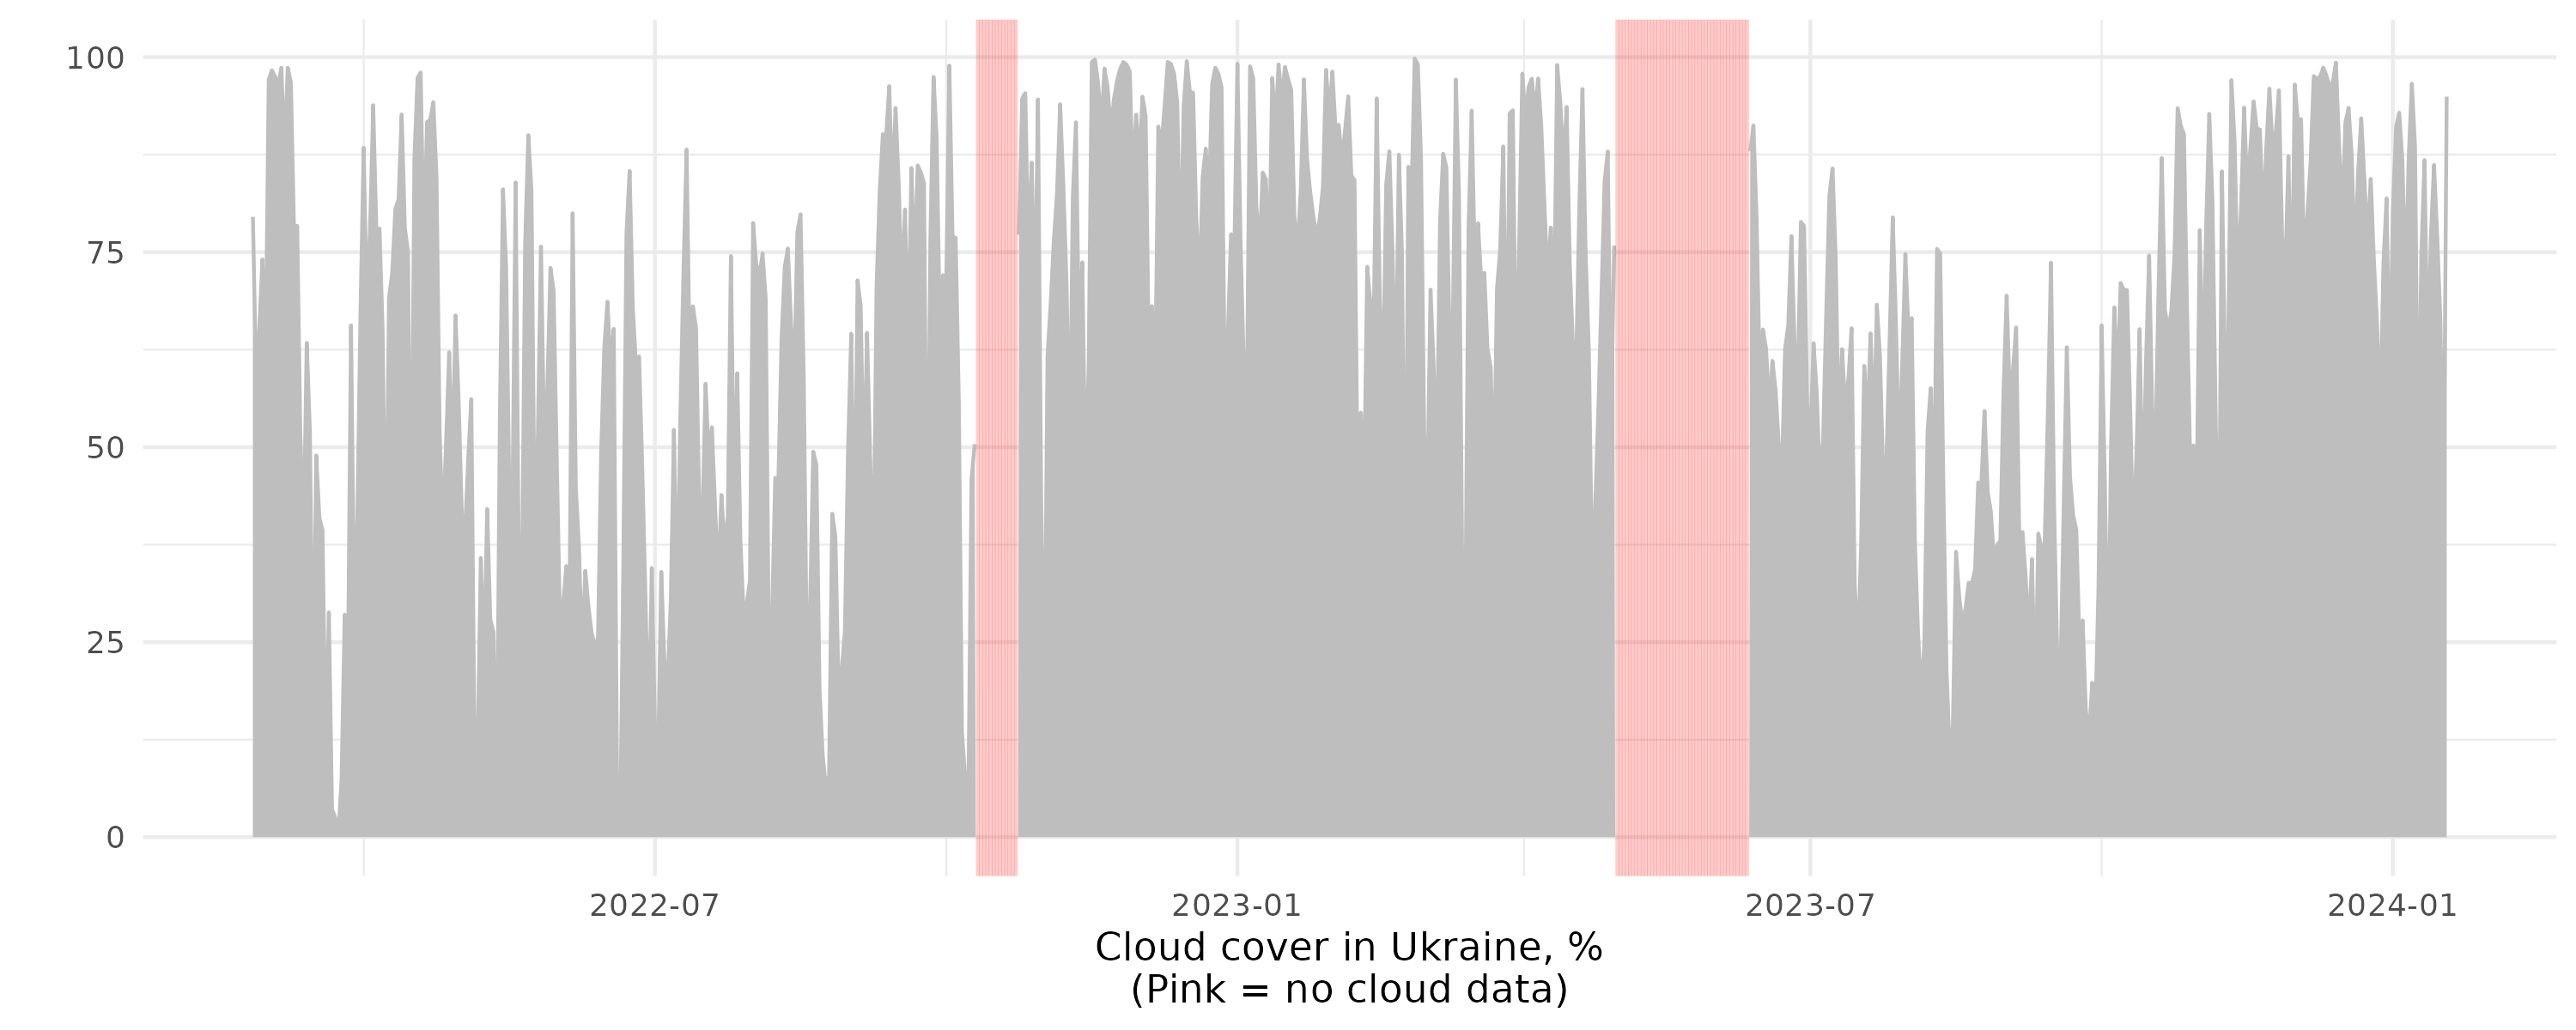 100
75
50
25
0
2022-07 2023-01 2023-07 2024-01
Cloud cover in Ukraine, %
(Pink = no cloud data)